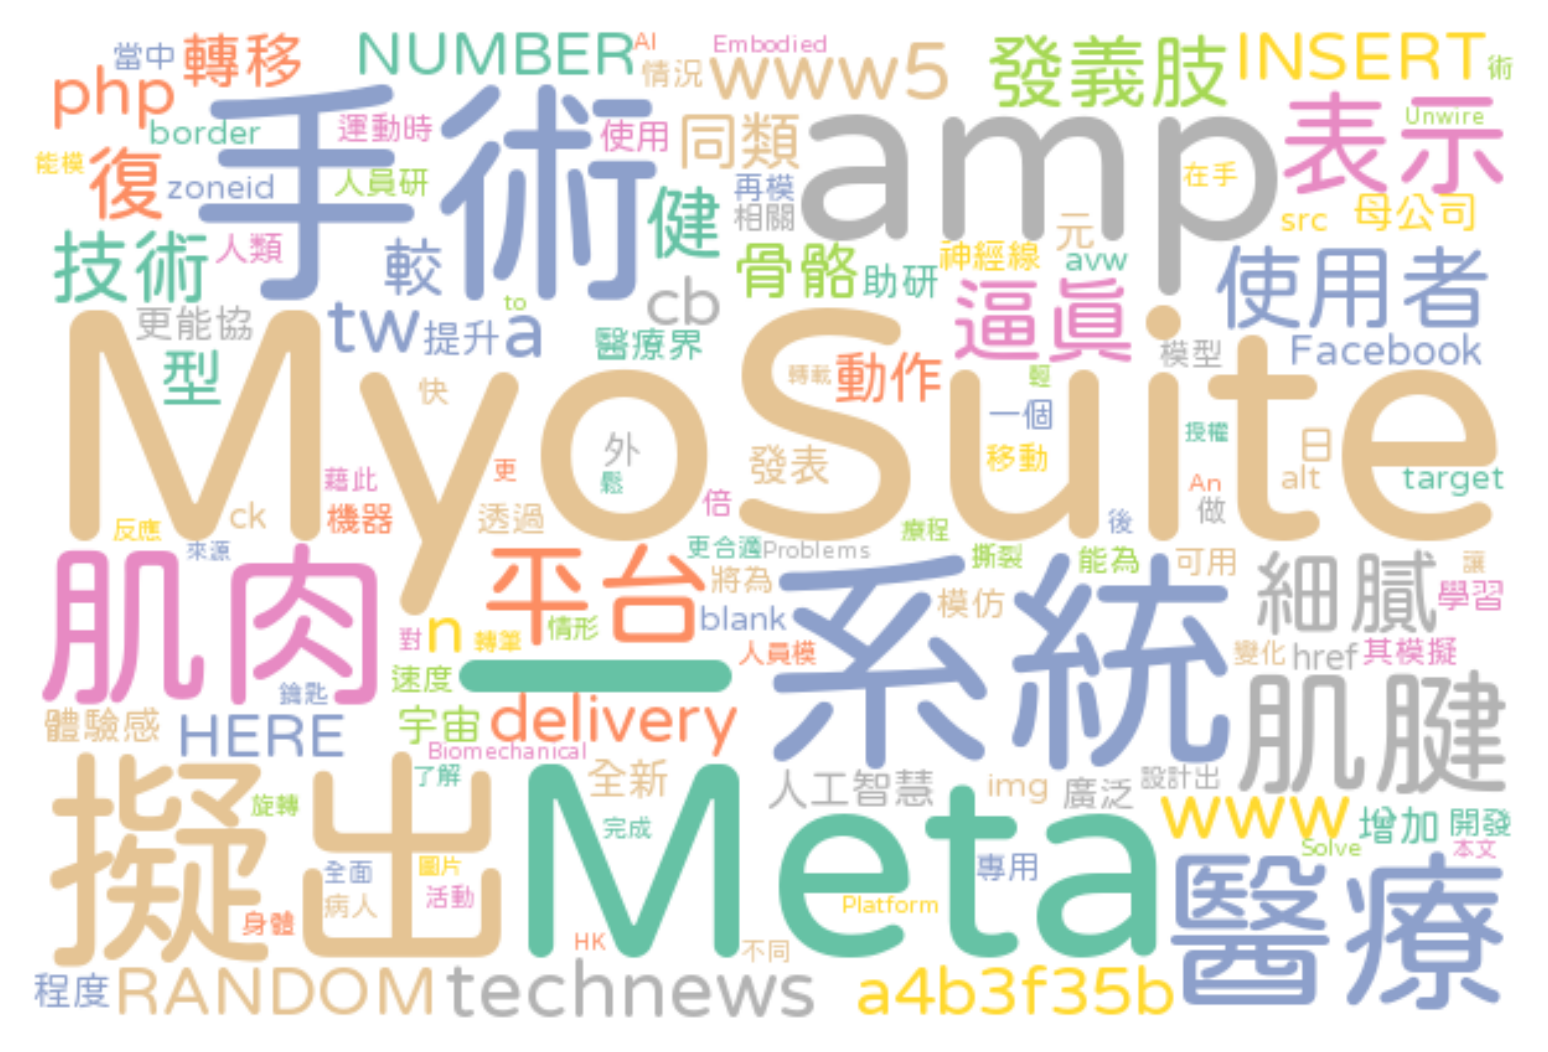 當中
轉移
NUMBER
AI
Embodied
情況
www5
發義肢
INSERT
術
php
border
運動時
使用
同類
amp
表示
Unwire
能模
復
zoneid
手術
人員研
健
再模
相關
在手
src
母公司
技術
人類
較
cb
骨骼
助研
神經線
元
avw
使用者
更能協
tw
提升
to
a
醫療界
逼真
模型
Facebook
型
快
MyoSuite
轉載
動作
輕
一個
授權
外
鬆
發表
移動
日
藉此
更
倍
An
alt
target
ck
機器
透過
後
做
反應
來源
療程
更合適
Problems
撕裂
能為
可用
讓
肌肉
平台
將為
系統
模仿
細膩
學習
對
n
轉筆
情形
blank
人員模
變化
href
其模擬
速度
一
鑰匙
體驗感
HERE
宇宙
delivery
肌腱
Biomechanical
了解
全新
人工智慧
img
廣泛
設計出
擬出
旋轉
Meta
完成
www
增加
開發
Solve
本文
全面
圖片
專用
醫療
病人
活動
Platform
身體
HK
不同
程度
RANDOM
technews
a4b3f35b